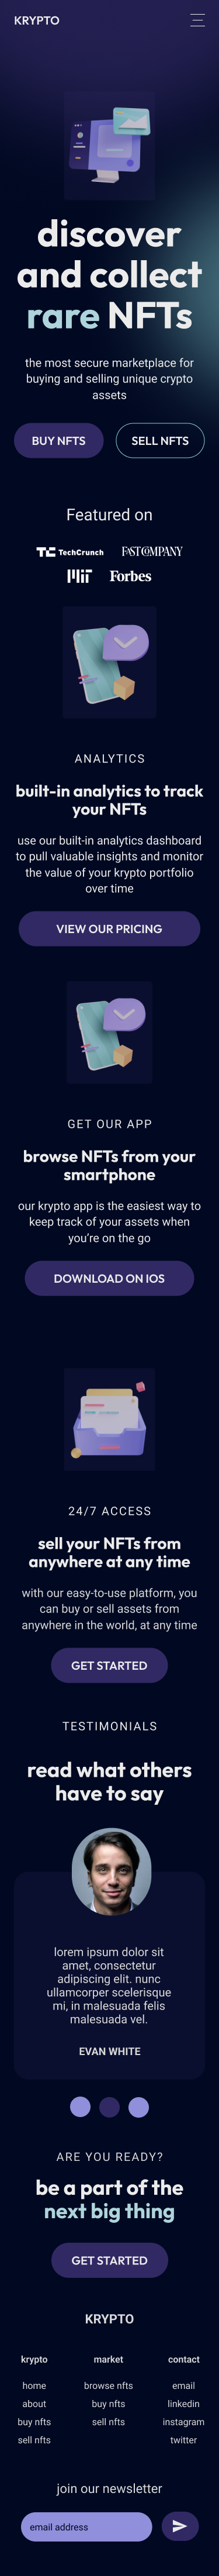 KRYPTO
discover
and collect
rare NFTs
the most secure marketplace for
buying and selling unique crypto
assets
BUY NFTS
SELL NFTS
Featured on
TC TechCrunch
FAST COMPANY
MIT
Forbes
ANALYTICS
built-in analytics to track
your NFTs
use our built-in analytics dashboard
to pull valuable insights and monitor
the value of your krypto portfolio
over time
VIEW OUR PRICING
GET OUR APP
browse NFTs from your
smartphone
our krypto app is the easiest way to
keep track of your assets when
you're on the go
DOWNLOAD ON IOS
24/7 ACCESS
sell your NFTs from
anywhere at any time
with our easy-to-use platform, you
can buy or sell assets from
anywhere in the world, at any time
GET STARTED
TESTIMONIALS
read what others
have to say
lorem ipsum dolor sit
amet, consectetur
adipiscing elit. nunc
ullamcorper scelerisque
mi, in malesuada felis
malesuada vel.
EVAN WHITE
ARE YOU READY?
be a part of the
next big thing
GET STARTED
KRYPTO
krypto
home
about
buy nfts
sell nfts
market
browse nfts
buy nfts
sell nfts
contact
email
linkedin
instagram
twitter
join our newsletter
email address